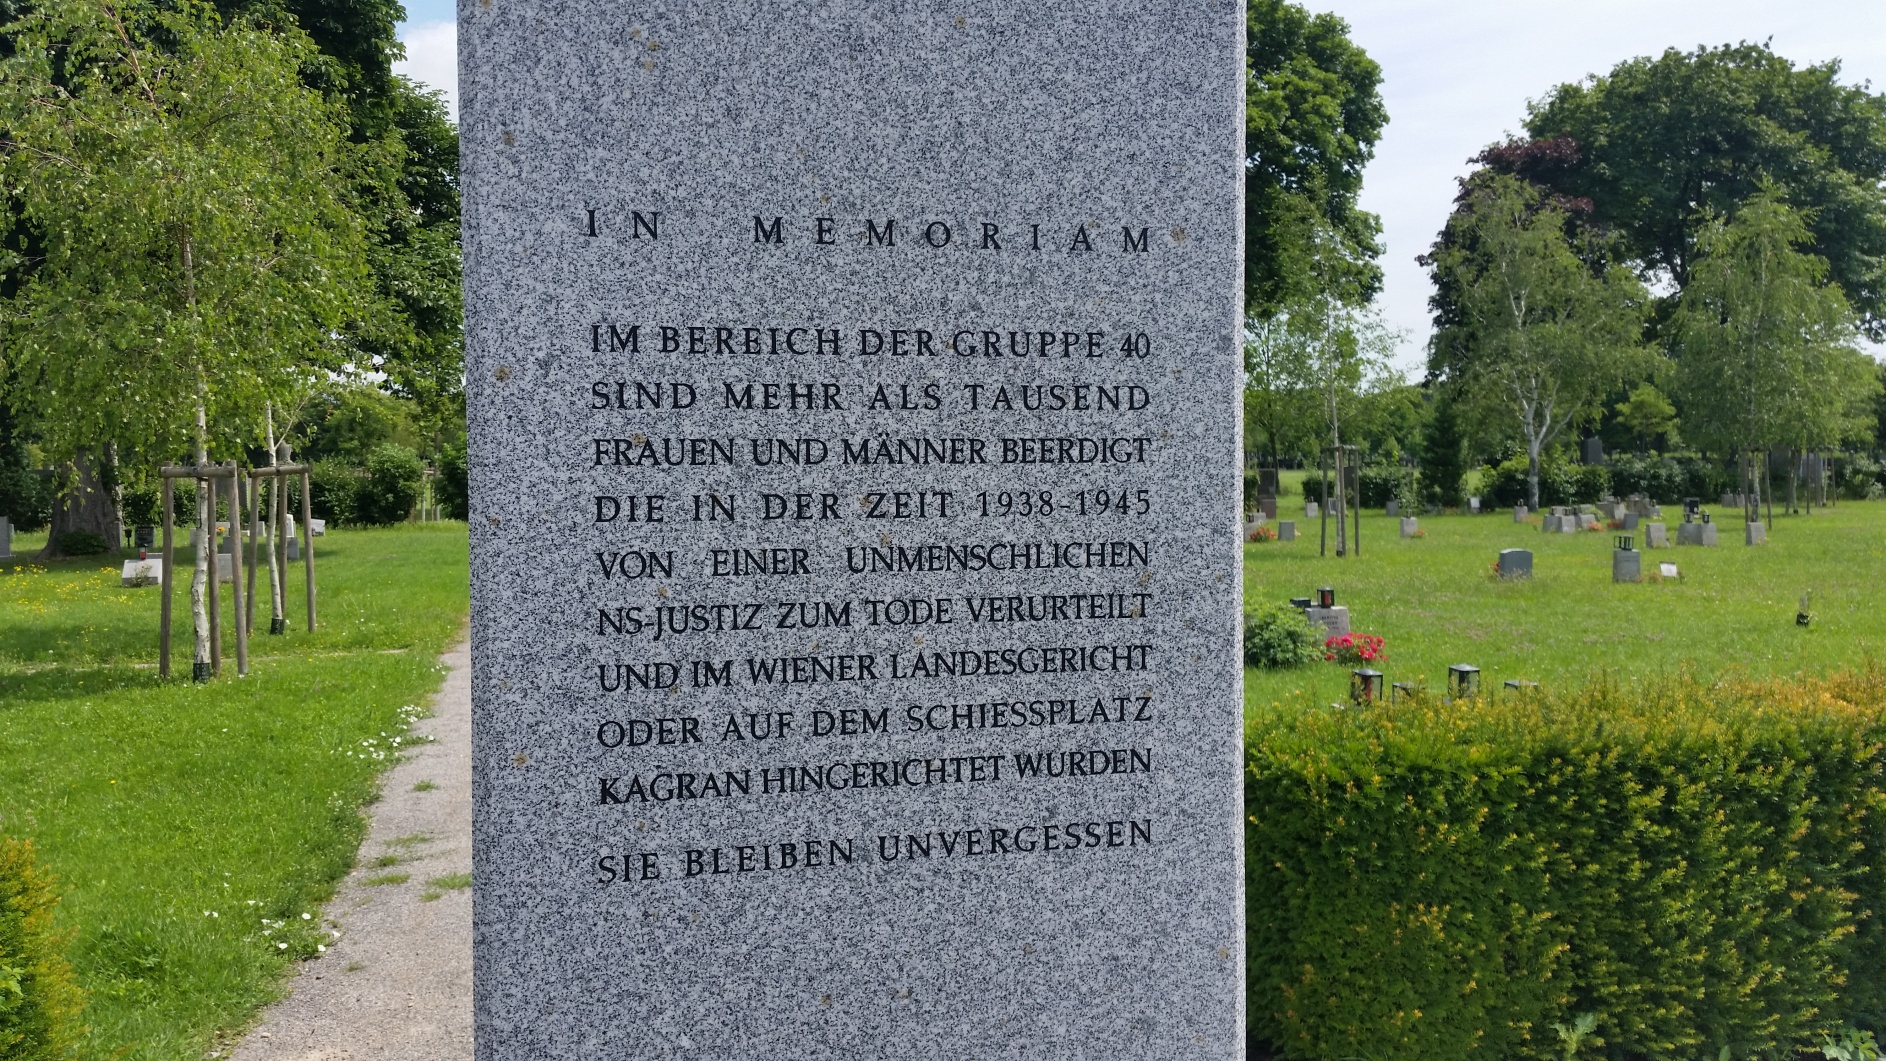 IN MEMORIAM
IM BEREICH DER GRUPPE 40
SIND MEHR ALS TAUSEND
FRAUEN UND MÄNNER BEERDIGT
DIE IN DER ZEIT 1938-1945
VON EINER UNMENSCHLICHEN
NS-JUSTIZ ZUM TODE VERURTEILT
UND IM WIENER LANDESGERICHT
ODER AUF DEM SCHIESSPLATZ
KAGRAN HINGERICHTET WURDEN
SIE BLEIBEN UNVERGESSEN